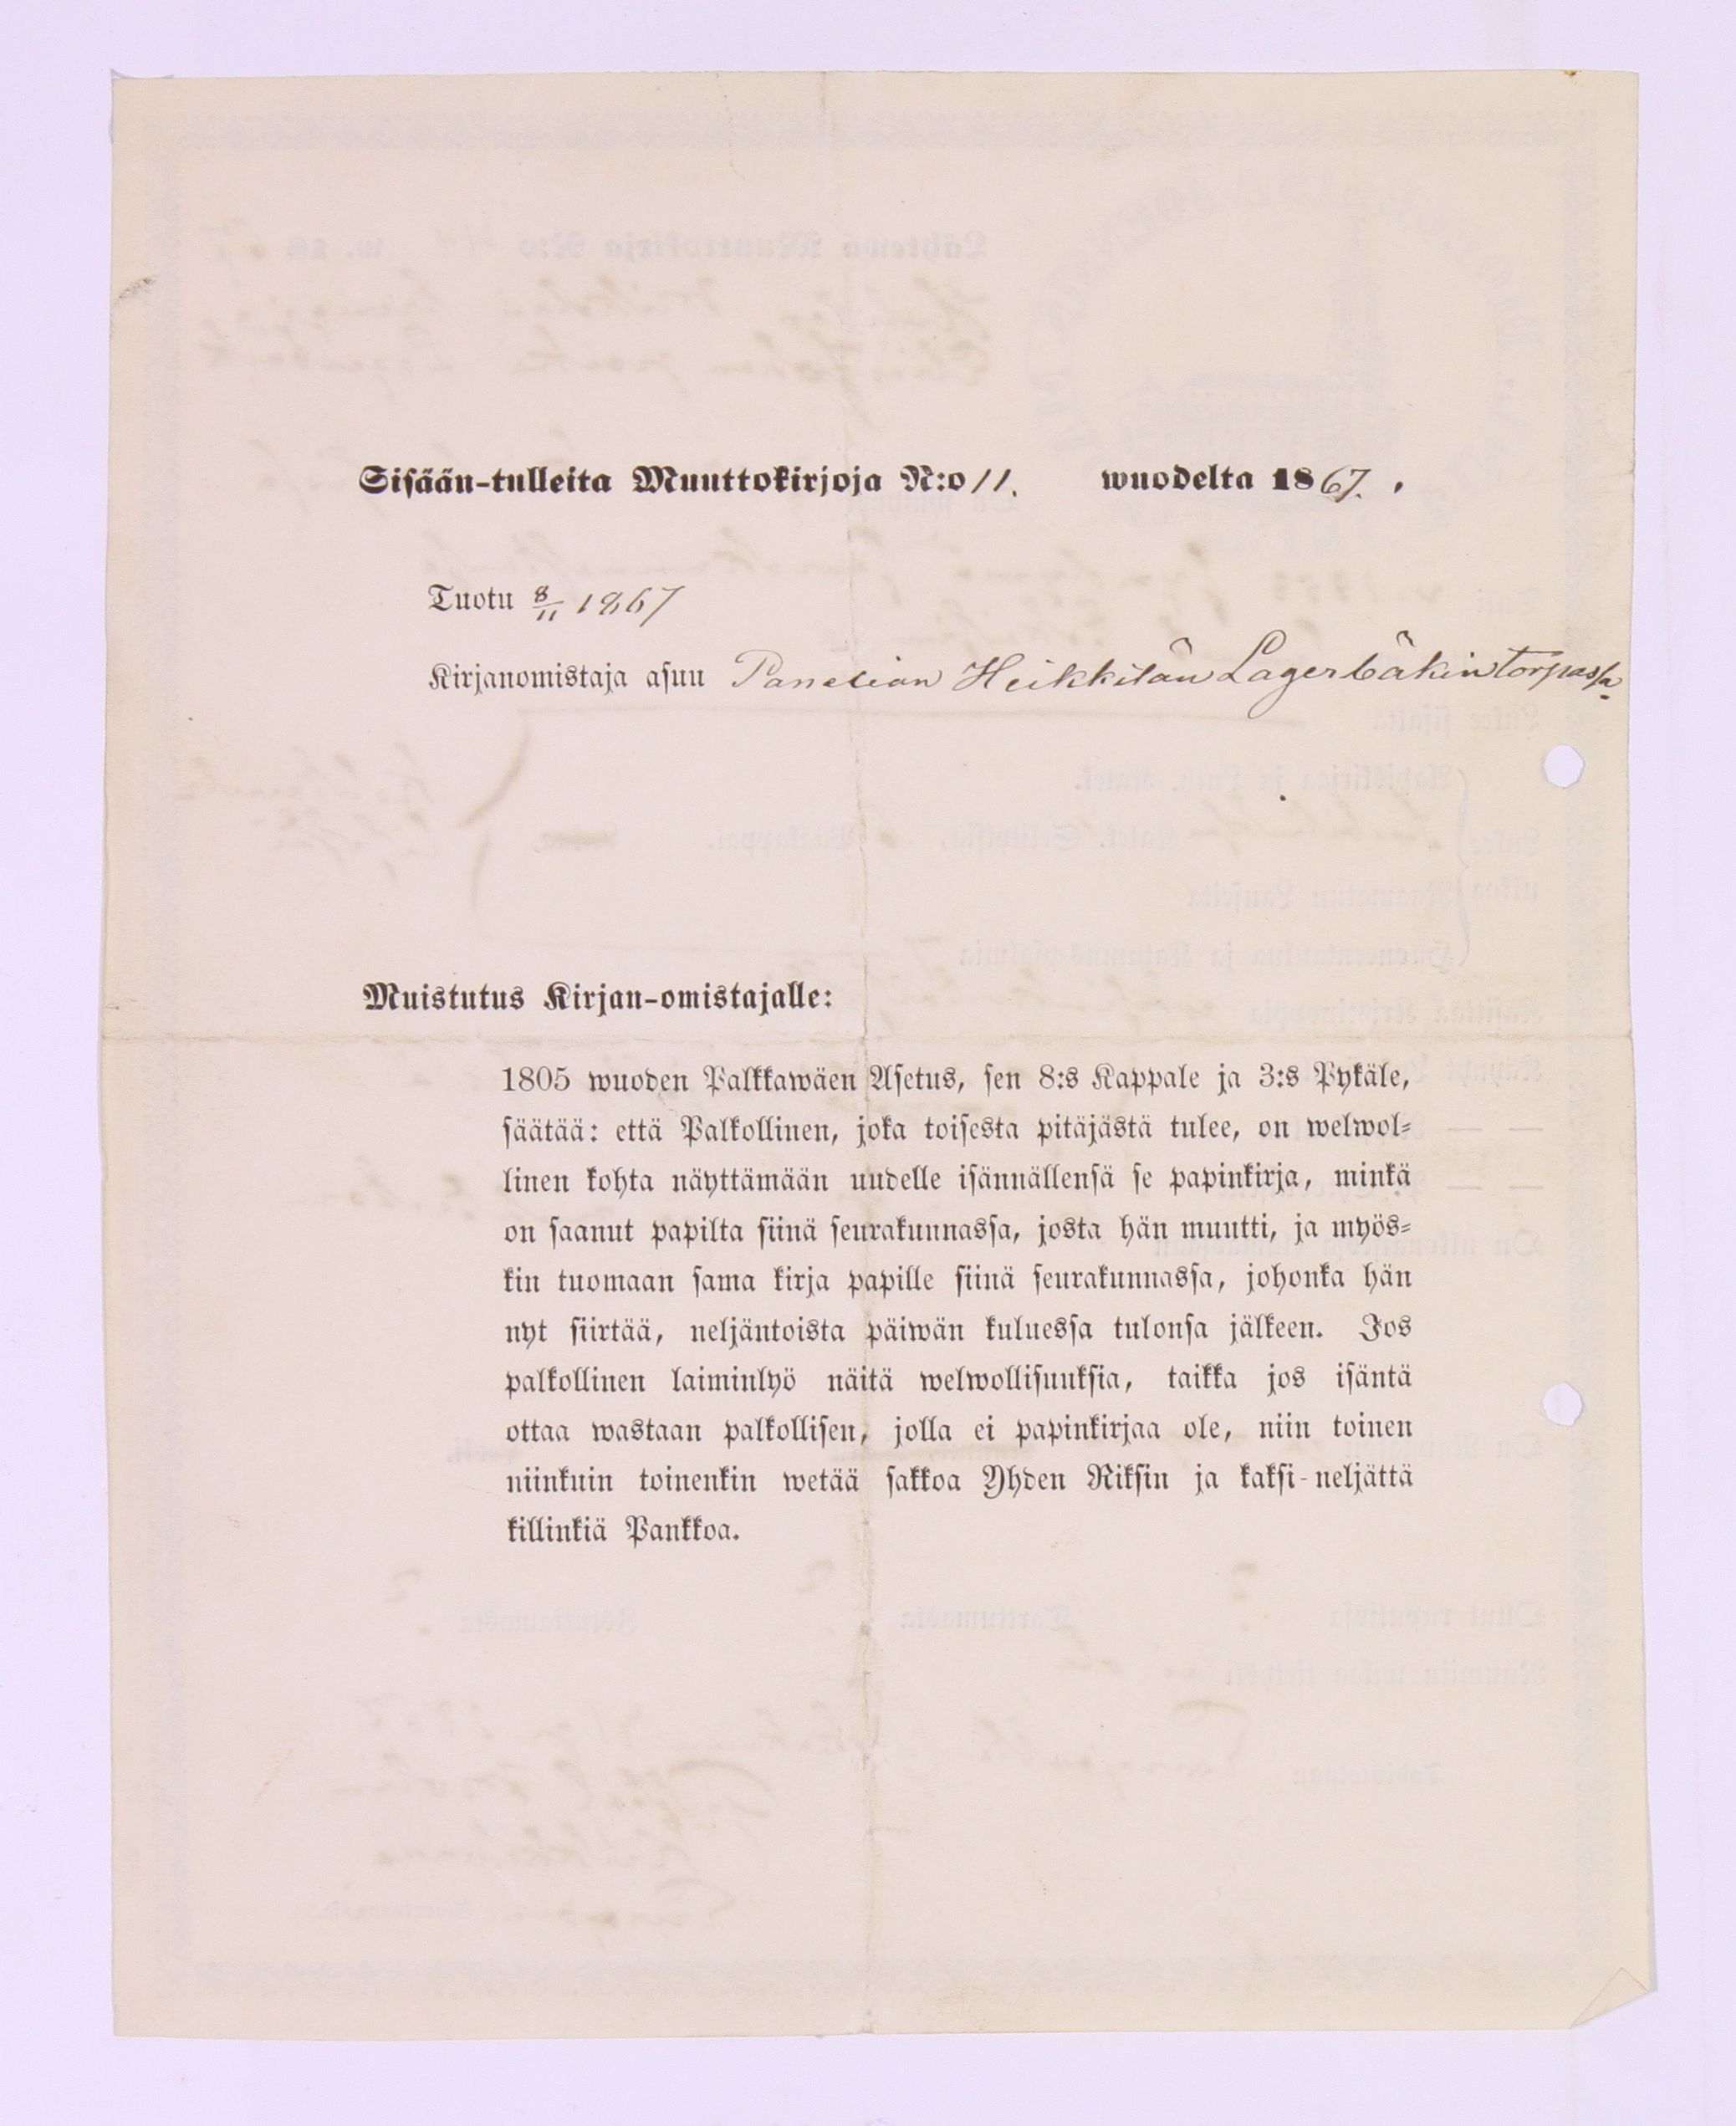 Sisään-tulleita Muuttokirjoja N:o 11. wuodelta 1867. .
Tuotu 8/11 1867
Kirjanomistaja asuu Panelian Heikkilän Lagerbäkin torpassa.
Muistutus Kirjan-omistajalle:
1805 wuoden Palkkawäen Asetus, sen 8:s Kappale ja 3:s Pykäle,
säätää: että Palkollinen, joka toisesta pitäjästä tulee, on welwol-
linen kohta näyttämään uudelle isännällensä se papinkirja, minkä
on saanut papilta siinä seurakunnassa, josta hän muutti, ja myös-
kin tuomaan sama kirja papille siinä seurakunnassa, johonka hän
nyt siirtää, neljäntoista päiwän kuluessa tulonsa jälkeen. Jos
palkollinen laiminlyö näitä welwollisuuksia, taikka jos isäntä
ottaa wastaan palkollisen, jolla ei papinkirjaa ole, niin toinen
niinkuin toinenkin wetää sakkoa Yhden Riksin ja kaksi-neljättä
killinkiä Pankkoa.